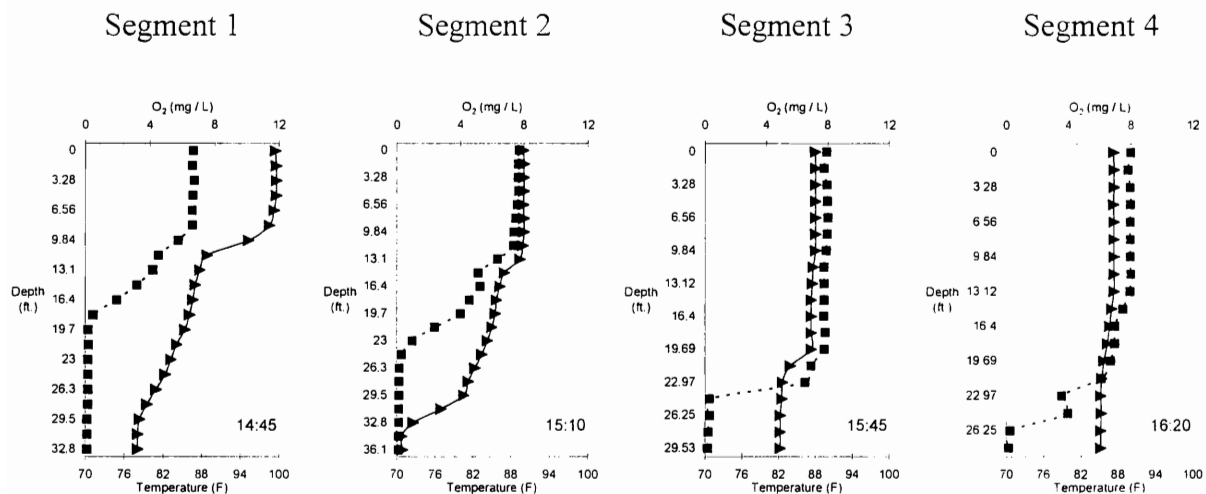 Segment 1
O2 (mg / L)
0 4 8 12
0
3.28
6.56
9.84
13.1
16.4
19.7
23
26.3
29.5
32.8
Depth
(ft.)
14:45
70 76 82 88 94 100
Temperature (F)
Segment 2
O2 (mg / L)
0 4 8 12
0
3.28
6.56
9.84
13.1
16.4
19.7
23
26.3
29.5
32.8
36.1
Depth
(ft.)
15:10
70 76 82 88 94 100
Temperature (F)
Segment 3
O2 (mg / L)
0 4 8 12
0
3.28
6.56
9.84
13.12
16.4
19.69
22.97
26.25
29.53
Depth
(ft.)
15:45
70 76 82 88 94 100
Temperature (F)
Segment 4
O2 (mg / L)
0 4 8 12
0
3 28
6 56
9 84
13 12
16 4
19 69
22 97
26 25
Depth
(ft.)
16:20
70 76 82 88 94 100
Temperature (F)